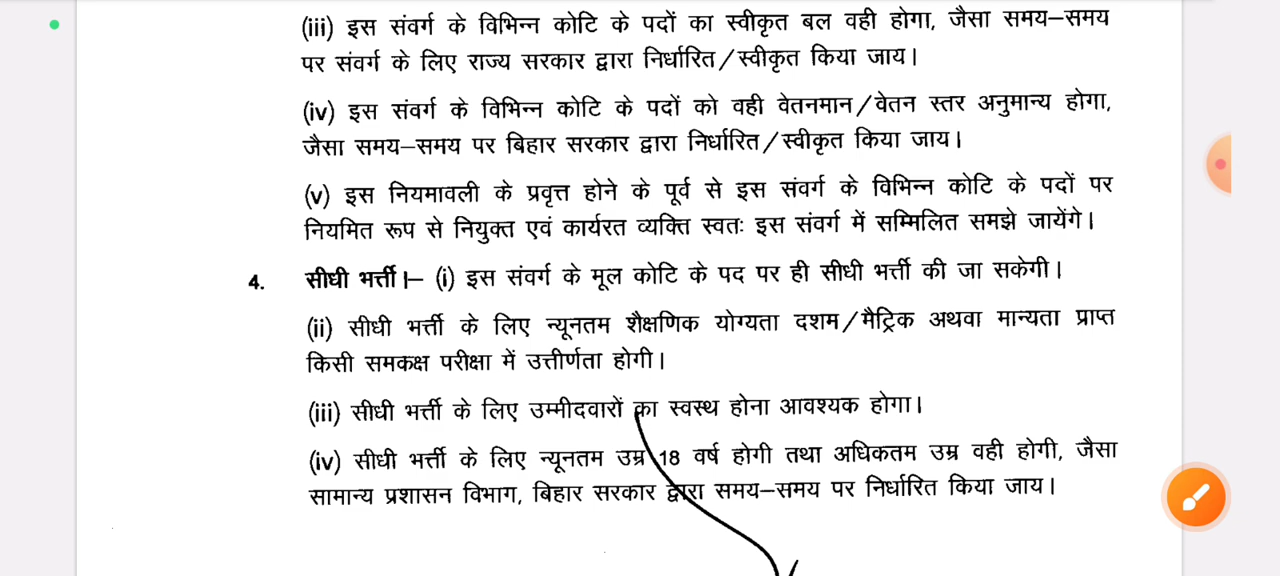 (iii) इस संवर्ग के विभिन्न कोटि के पदों का स्वीकृत बल वही होगा, जैसा समय–समय
पर संवर्ग के लिए राज्य सरकार द्वारा निर्धारित/स्वीकृत किया जाय।
(iv) इस संवर्ग के विभिन्न कोटि के पदों को वही वेतनमान/वेतन स्तर अनुमान्य होगा,
जैसा समय–समय पर बिहार सरकार द्वारा निर्धारित/स्वीकृत किया जाय।
(v) इस नियमावली के प्रवृत्त होने के पूर्व से इस संवर्ग के विभिन्न कोटि के पदों पर
नियमित रूप से नियुक्त एवं कार्यरत व्यक्ति स्वतः इस संवर्ग में सम्मिलित समझे जायेंगे।
4. सीधी भर्त्ती।– (i) इस संवर्ग के मूल कोटि के पद पर ही सीधी भर्त्ती की जा सकेगी।
(ii) सीधी भर्त्ती के लिए न्यूनतम शैक्षणिक योग्यता दशम/मैट्रिक अथवा मान्यता प्राप्त
किसी समकक्ष परीक्षा में उत्तीर्णता होगी।
(iii) सीधी भर्त्ती के लिए उम्मीदवारों का स्वस्थ होना आवश्यक होगा।
(iv) सीधी भर्त्ती के लिए न्यूनतम उम्र 18 वर्ष होगी तथा अधिकतम उम्र वही होगी, जैसा
सामान्य प्रशासन विभाग, बिहार सरकार द्वारा समय–समय पर निर्धारित किया जाय।